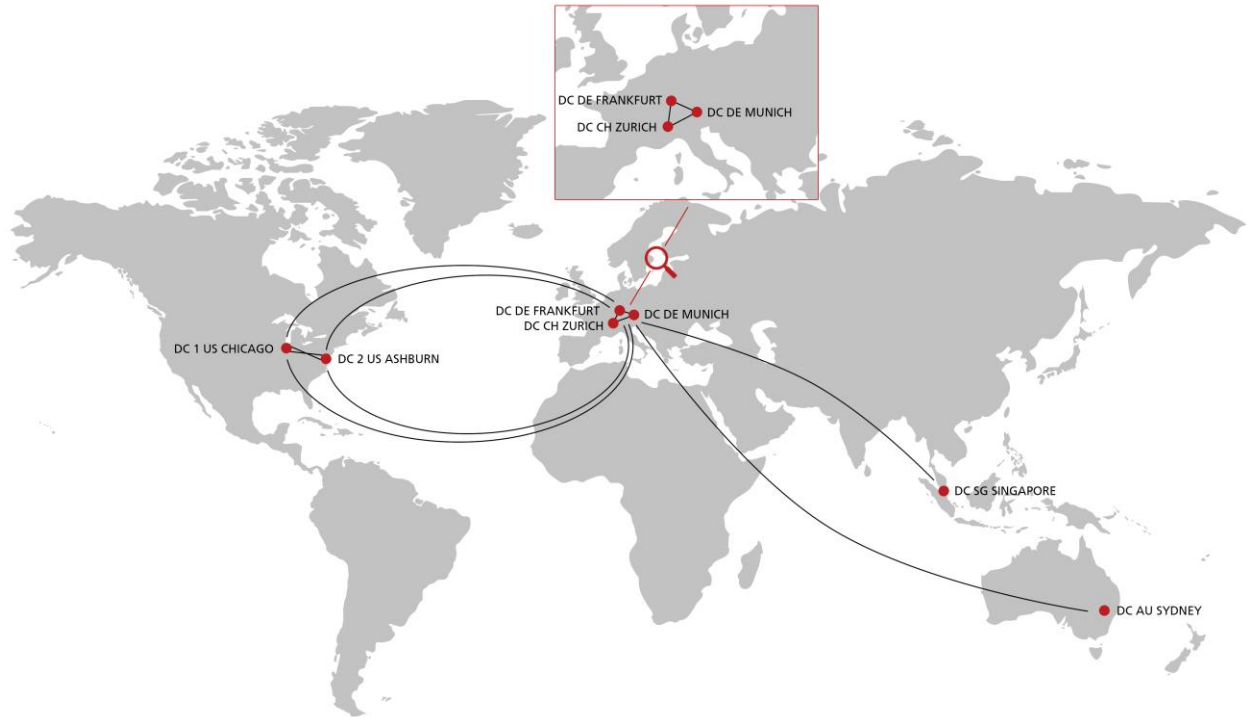 DC DE FRANKFURT
DC DE MUNICH
DC CH ZURICH
DC DE FRANKFURT
DC DE MUNICH
DC CH ZURICH
DC 1 US CHICAGO
DC 2 US ASHBURN
DC SG SINGAPORE
DC AU SYDNEY